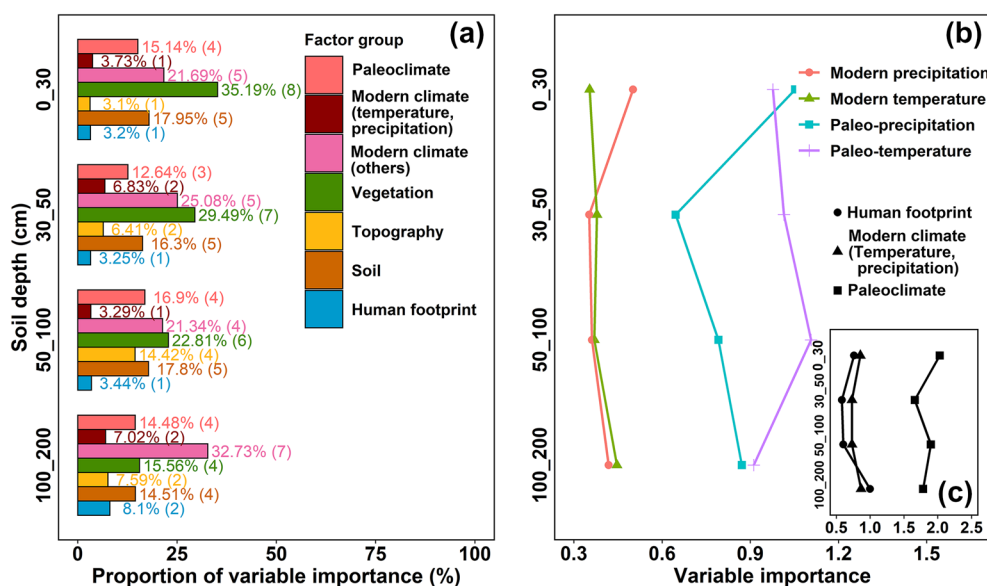 (a)
Soil depth (cm)
0_30
15.14% (4)
3.73% (1)
21.69% (5)
35.19% (8)
3.1% (1)
17.95% (5)
3.2% (1)
30_50
12.64% (3)
6.83% (2)
25.08% (5)
29.49% (7)
6.41% (2)
16.3% (5)
3.25% (1)
50_100
16.9% (4)
3.29% (1)
21.34% (4)
22.81% (6)
14.42% (4)
17.8% (5)
3.44% (1)
100_200
14.48% (4)
7.02% (2)
32.73% (7)
15.56% (4)
7.59% (2)
14.51% (4)
8.1% (2)
0 25 50 75 100
Proportion of variable importance (%)
Factor group
Paleoclimate
Modern climate
(temperature,
precipitation)
Modern climate
(others)
Vegetation
Topography
Soil
Human footprint
(b)
0_30
30_50
50_100
100_200
0.3 0.6 0.9 1.2 1.5
Variable importance
Modern precipitation
Modern temperature
Paleo-precipitation
Paleo-temperature
Human footprint
Modern climate
(Temperature,
precipitation)
Paleoclimate
(c)
0_30
30_50
50_100
100_200
0.5 1.0 1.5 2.0 2.5